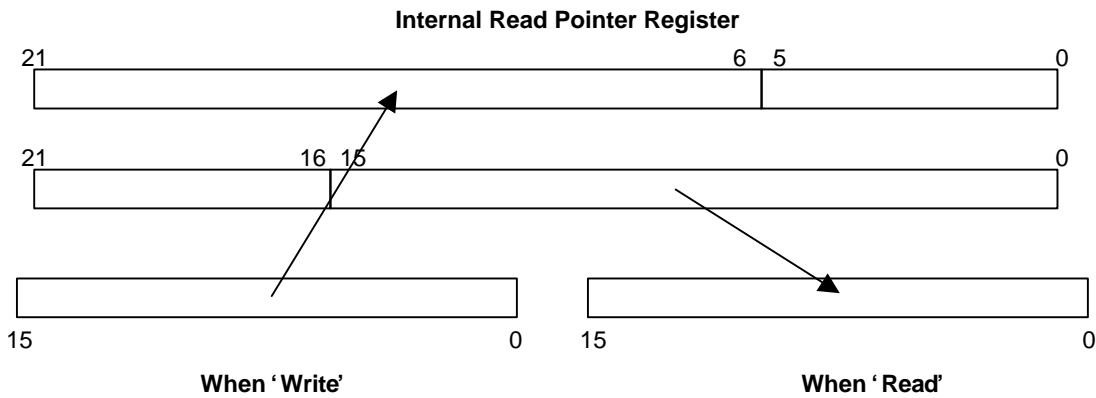 Internal Read Pointer Register
21 6 5 0
21 16 15 0
15 0 15 0
When ‘Write’ When ‘Read’